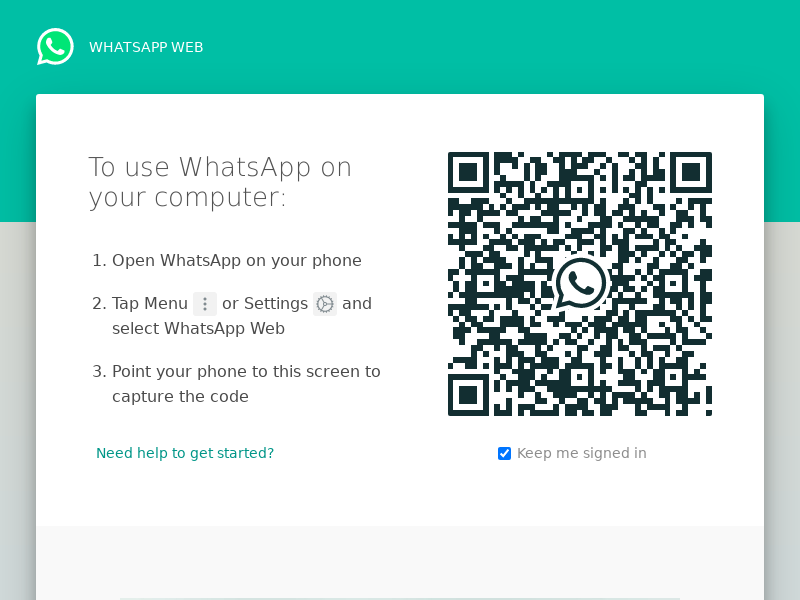 WHATSAPP WEB
To use WhatsApp on
your computer:
1. Open WhatsApp on your phone
2. Tap Menu or Settings and
select WhatsApp Web
3. Point your phone to this screen to
capture the code
Need help to get started?
Keep me signed in